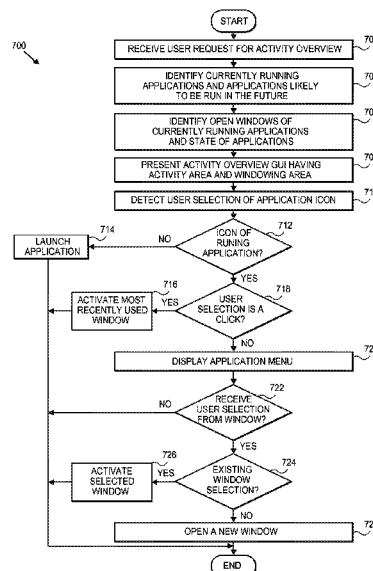 START
700
RECEIVE USER REQUEST FOR ACTIVITY OVERVIEW
IDENTIFY CURRENTLY RUNNING
APPLICATIONS AND APPLICATIONS LIKELY
TO BE RUN IN THE FUTURE
IDENTIFY OPEN WINDOWS OF
CURRENTLY RUNNING APPLICATIONS
AND STATE OF APPLICATIONS
PRESENT ACTIVITY OVERVIEW GUI HAVING
ACTIVITY AREA AND WINDOWING AREA
DETECT USER SELECTION OF APPLICATION ICON
712
714
LAUNCH
APPLICATION
NO
ICON OF
RUNING
APPLICATION?
YES
716
718
ACTIVATE MOST
RECENTLY USED
WINDOW
YES
USER
SELECTION IS A
CLICK?
NO
DISPLAY APPLICATION MENU
722
NO
RECEIVE
USER SELECTION
FROM WINDOW?
YES
726
724
ACTIVATE
SELECTED
WINDOW
YES
EXISTING
WINDOW
SELECTION?
NO
OPEN A NEW WINDOW
END